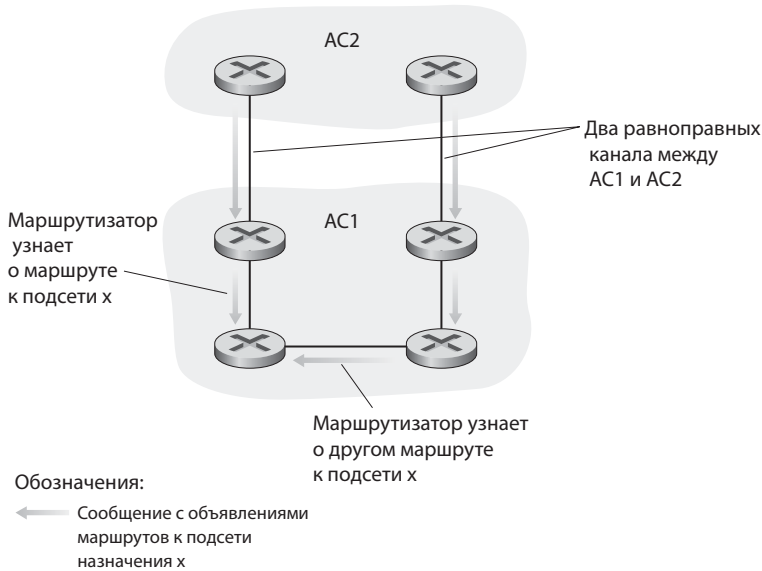 АС2
Два равноправных
канала между
АС1 и АС2
Маршрутизатор
узнает
о маршруте
к подсети x
АС1
Маршрутизатор узнает
о другом маршруте
к подсети x
Обозначения:
Сообщение с объявлениями
маршрутов к подсети
назначения x